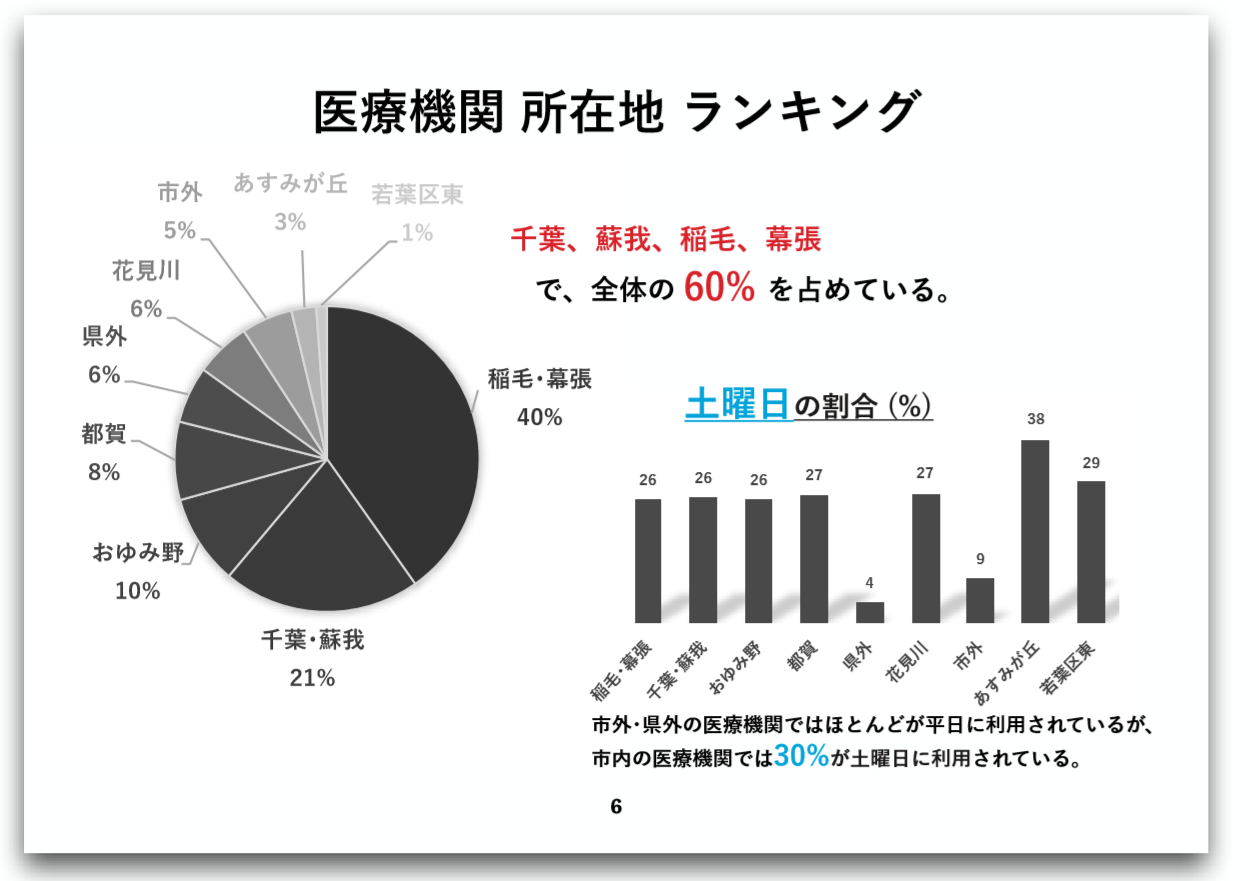 医療機関 所在地 ランキング
市外
5%
あすみが丘
3%
若葉区東
1%
花見川
6%
県外
6%
都賀
8%
おゆみ野
10%
千葉・蘇我
21%
稲毛・幕張
40%
千葉、蘇我、稲毛、幕張
で、全体の 60% を占めている。
土曜日の割合 (%)
26
26
26
27
4
27
9
38
29
稲毛・幕張
千葉・蘇我
おゆみ野
都賀
県外
花見川
市外
あすみが丘
若葉区東
市外・県外の医療機関ではほとんどが平日に利用されているが、
市内の医療機関では30%が土曜日に利用されている。
6